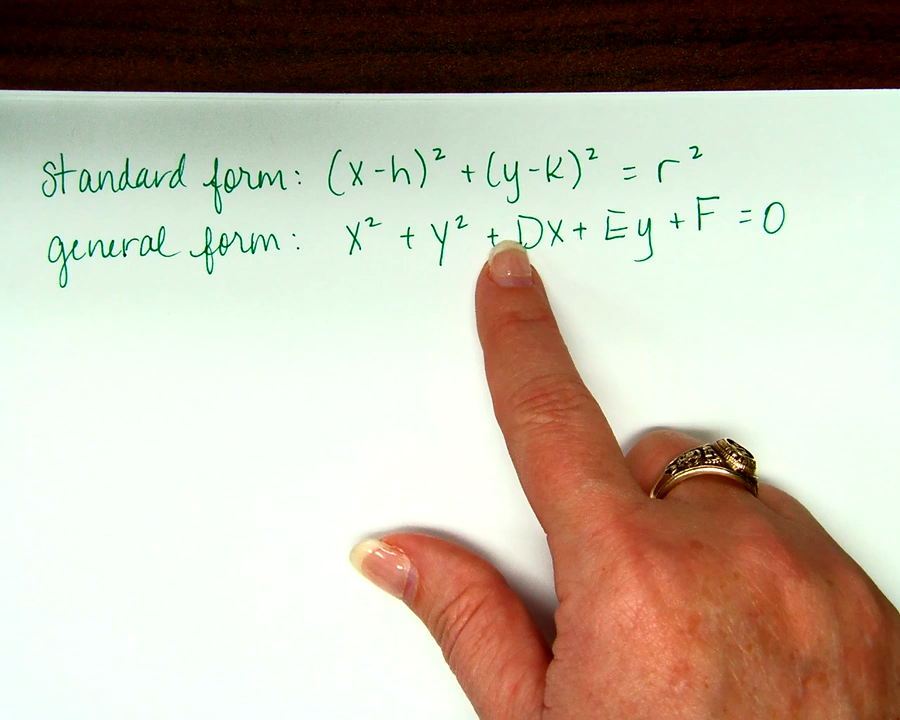 standard form: (x-h)² + (y-k)² = r²
general form: x² + y² + Dx + Ey + F = 0